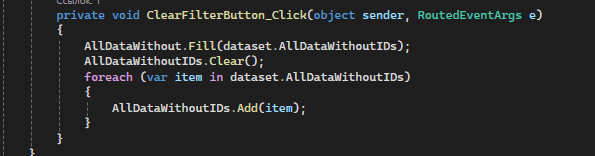 Ссылок: 1
private void ClearFilterButton_Click(object sender, RoutedEventArgs e)
{
AllDataWithout.Fill(dataset.AllDataWithoutIDs);
AllDataWithoutIDs.Clear();
foreach (var item in dataset.AllDataWithoutIDs)
{
AllDataWithoutIDs.Add(item);
}
}
}